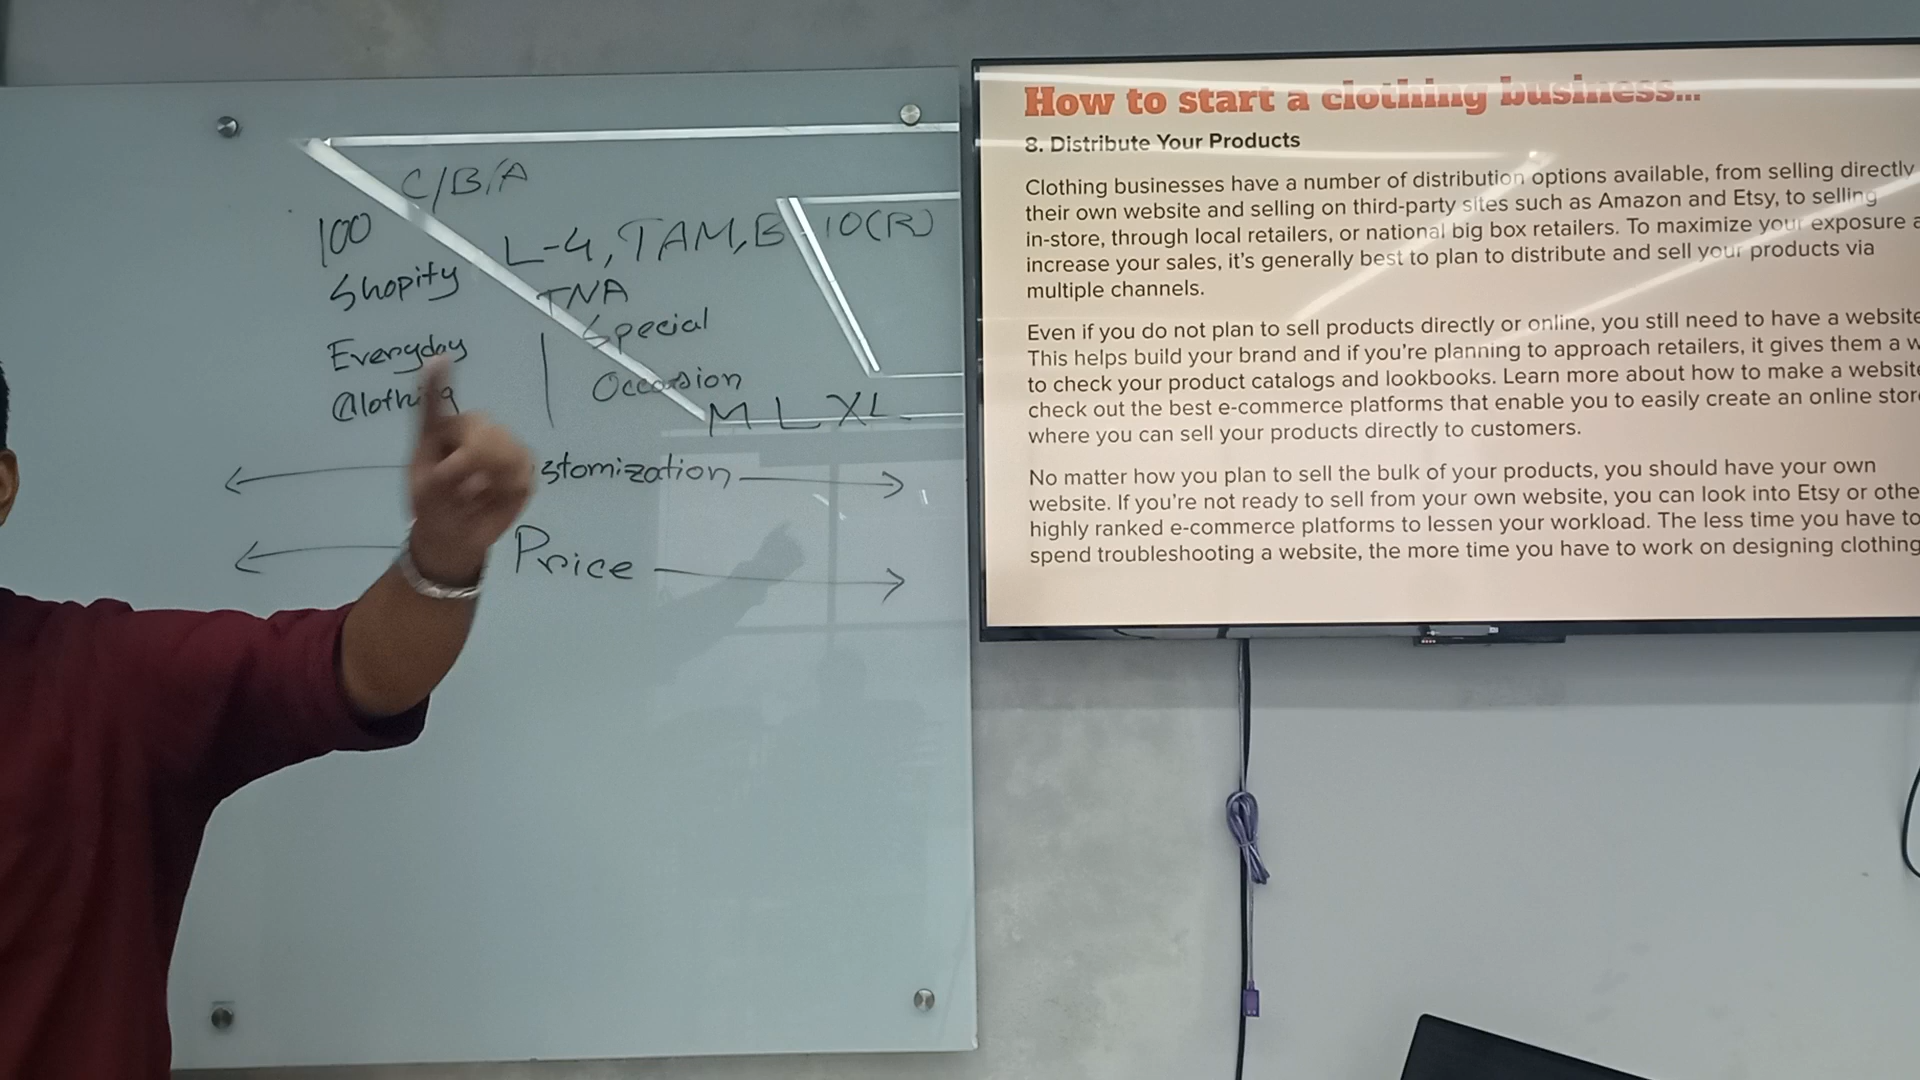 C/B/A
100
L-4, TAM, B 10(R)
Shopify
TNA
Special
Everyday
Occasion
Clothing
M L XL
stomization
Price
How to start a clothing business...
8. Distribute Your Products
Clothing businesses have a number of distribution options available, from selling directly
their own website and selling on third-party sites such as Amazon and Etsy, to selling
in-store, through local retailers, or national big box retailers. To maximize your exposure a
increase your sales, it's generally best to plan to distribute and sell your products via
multiple channels.
Even if you do not plan to sell products directly or online, you still need to have a website
This helps build your brand and if you're planning to approach retailers, it gives them a w
to check your product catalogs and lookbooks. Learn more about how to make a website
check out the best e-commerce platforms that enable you to easily create an online stor
where you can sell your products directly to customers.
No matter how you plan to sell the bulk of your products, you should have your own
website. If you're not ready to sell from your own website, you can look into Etsy or othe
highly ranked e-commerce platforms to lessen your workload. The less time you have to
spend troubleshooting a website, the more time you have to work on designing clothing